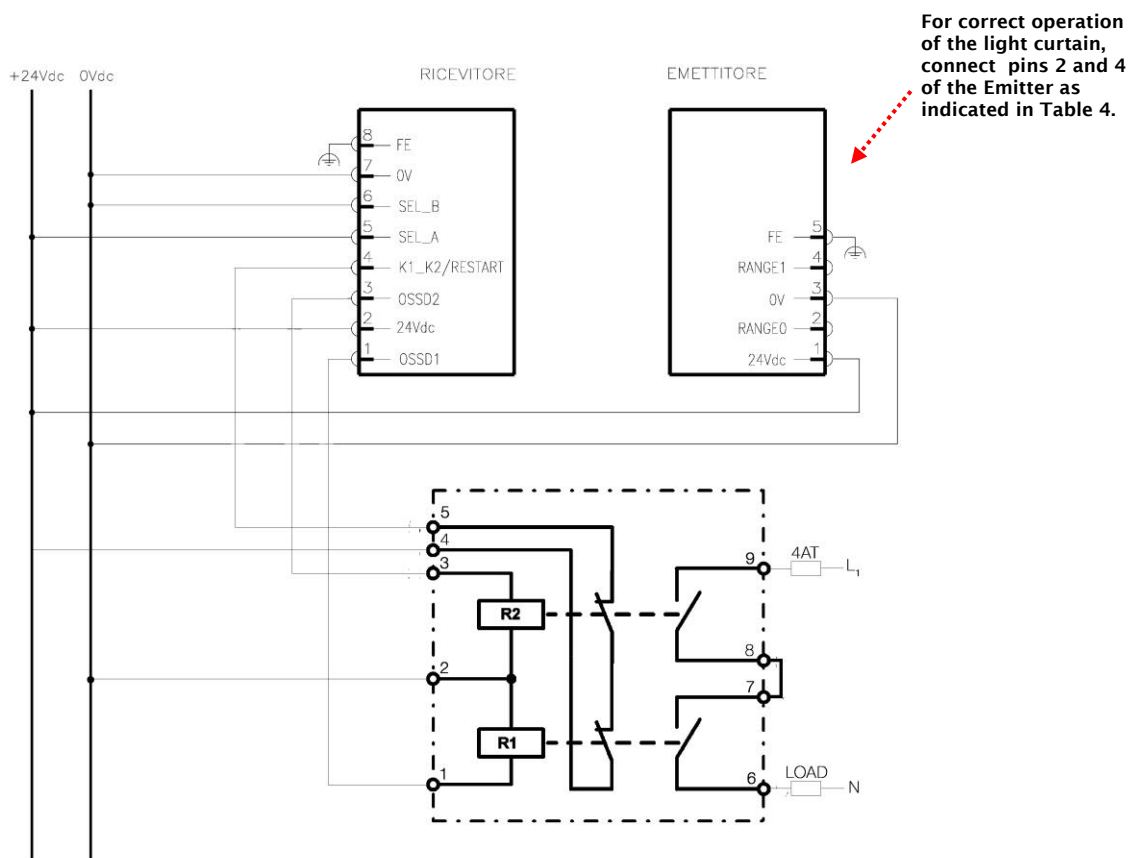 For correct operation
of the light curtain,
connect pins 2 and 4
of the Emitter as
indicated in Table 4.
+24Vdc 0Vdc
RICEVITORE
EMETTITORE
8 FE
7 0V
6 SEL_B
5 SEL_A
4 K1_K2/RESTART
3 OSSD2
2 24Vdc
1 OSSD1
FE 5
RANGE1 4
0V 3
RANGE0 2
24Vdc 1
5
4
3
R2
2
R1
1
9 4AT L1
8
7
6 LOAD N